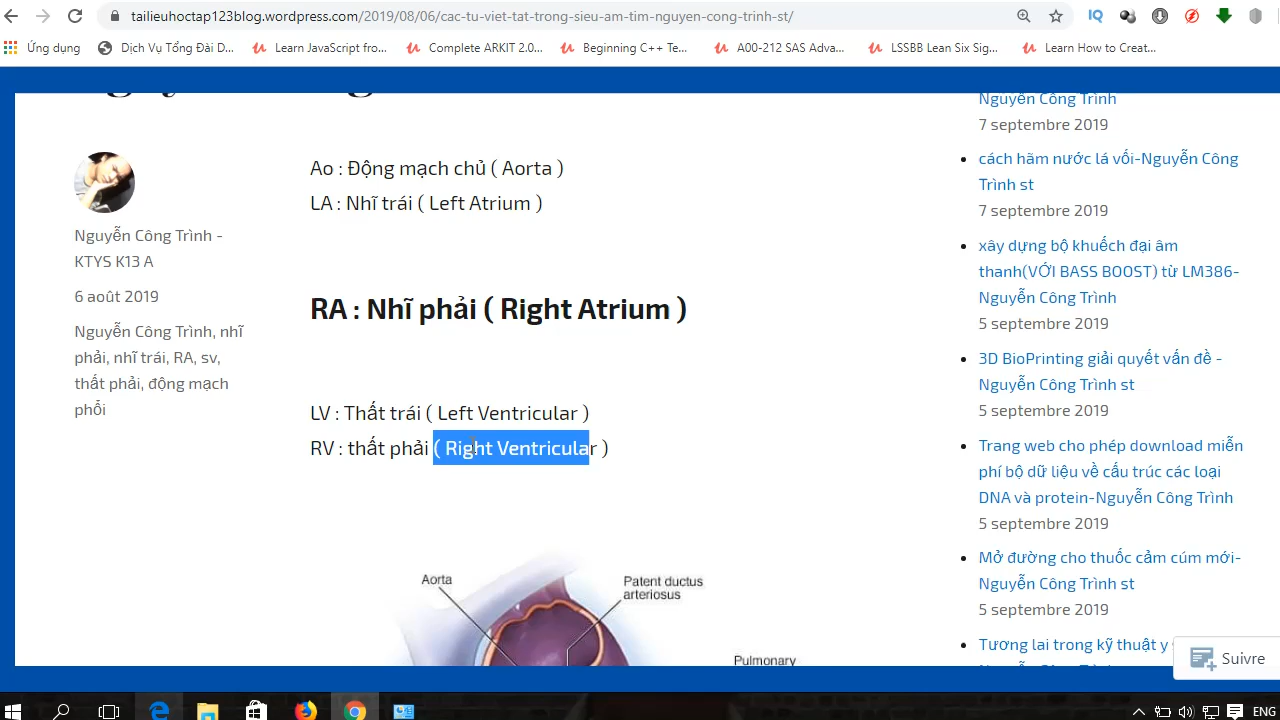 tailieuhoctap123blog.wordpress.com/2019/08/06/cac-tu-viet-tat-trong-sieu-am-tim-nguyen-cong-trinh-st/
Ứng dụng
Dịch Vụ Tổng Đài D...
Learn JavaScript fro...
Complete ARKIT 2.0...
Beginning C++ Te...
A00-212 SAS Adva...
LSSBB Lean Six Sig...
Learn How to Creat...
Nguyễn Công Trình -
KTYS K13 A
6 août 2019
Nguyễn Công Trình, nhĩ
phải, nhĩ trái, RA, sv,
thất phải, động mạch
phổi
Ao : Động mạch chủ ( Aorta )
LA : Nhĩ trái ( Left Atrium )
RA : Nhĩ phải ( Right Atrium )
LV : Thất trái ( Left Ventricular )
RV : thất phải ( Right Ventricular )
Aorta
Patent ductus
arteriosus
Pulmonary
Nguyễn Công Trình
7 septembre 2019
cách hãm nước lá vối-Nguyễn Công
Trình st
7 septembre 2019
xây dựng bộ khuếch đại âm
thanh(VỚI BASS BOOST) từ LM386-
Nguyễn Công Trình
5 septembre 2019
3D BioPrinting giải quyết vấn đề -
Nguyễn Công Trình st
5 septembre 2019
Trang web cho phép download miễn
phí bộ dữ liệu về cấu trúc các loại
DNA và protein-Nguyễn Công Trình
5 septembre 2019
Mở đường cho thuốc cảm cúm mới-
Nguyễn Công Trình st
5 septembre 2019
Tương lai trong kỹ thuật y
Suivre
ENG